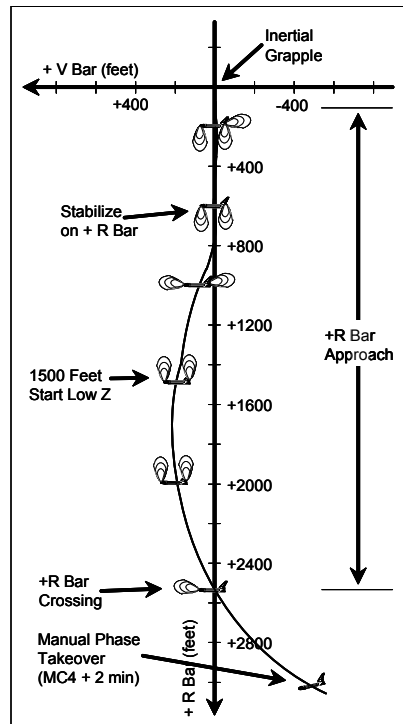 Inertial
Grapple
+ V Bar (feet)
+400
-400
+400
Stabilize
on + R Bar
+800
+1200
+R Bar
Approach
1500 Feet
Start Low Z
+1600
+2000
+2400
+R Bar
Crossing
Manual Phase
Takeover
(MC4 + 2 min)
+2800
+ R Bar (feet)